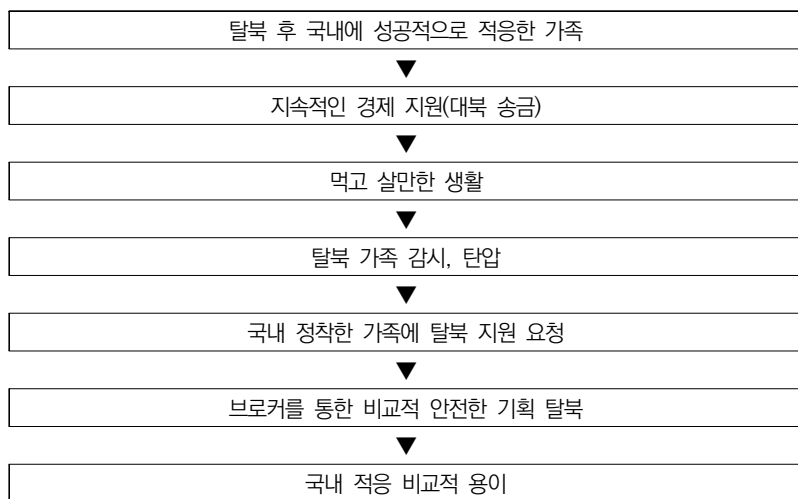 탈북 후 국내에 성공적으로 적응한 가족
▼
지속적인 경제 지원(대북 송금)
▼
먹고 살만한 생활
▼
탈북 가족 감시, 탄압
▼
국내 정착한 가족에 탈북 지원 요청
▼
브로커를 통한 비교적 안전한 기획 탈북
▼
국내 적응 비교적 용이